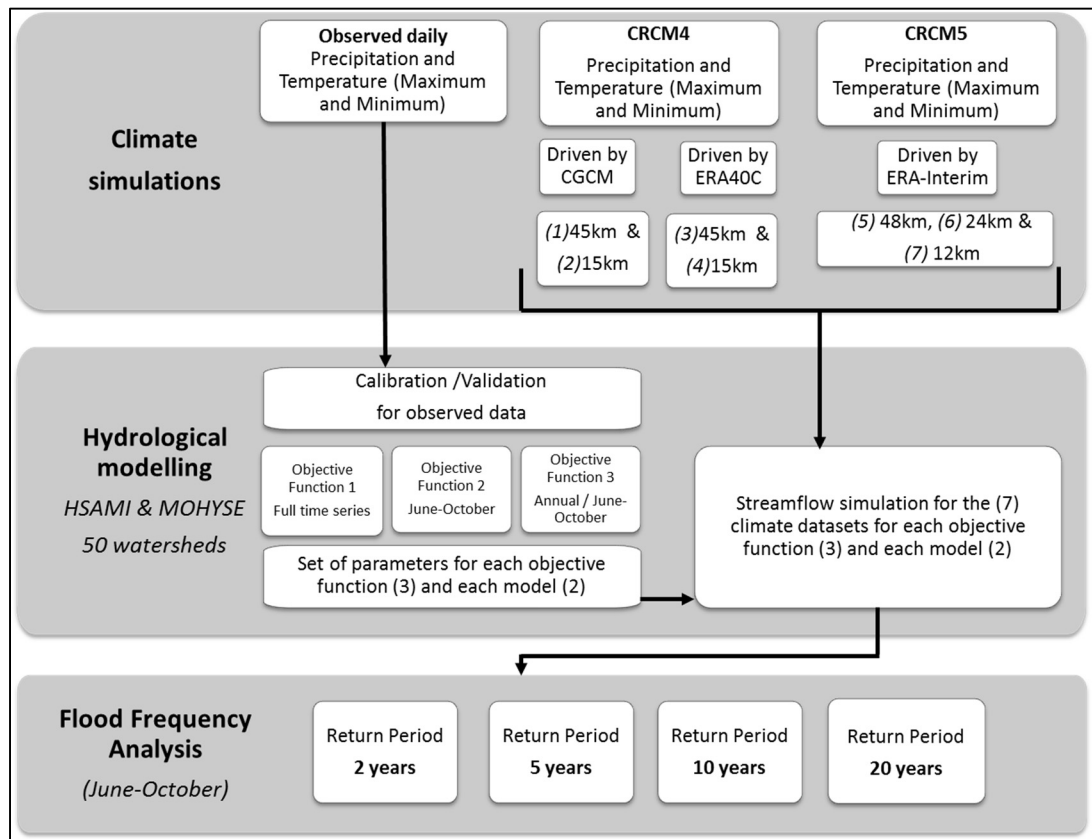 Climate
simulations
Observed daily
Precipitation and
Temperature (Maximum
and Minimum)
CRCM4
Precipitation and
Temperature (Maximum
and Minimum)
CRCM5
Precipitation and
Temperature (Maximum
and Minimum)
Driven by
CGCM
Driven by
ERA40C
Driven by
ERA-Interim
(1)45km &
(2)15km
(3)45km &
(4)15km
(5) 48km, (6) 24km &
(7) 12km
Hydrological
modelling
HSAMI & MOHYSE
50 watersheds
Calibration /Validation
for observed data
Objective
Function 1
Full time series
Objective
Function 2
June-October
Objective
Function 3
Annual / June-
October
Set of parameters for each objective
function (3) and each model (2)
Streamflow simulation for the (7)
climate datasets for each objective
function (3) and each model (2)
Flood Frequency
Analysis
(June-October)
Return Period
2 years
Return Period
5 years
Return Period
10 years
Return Period
20 years